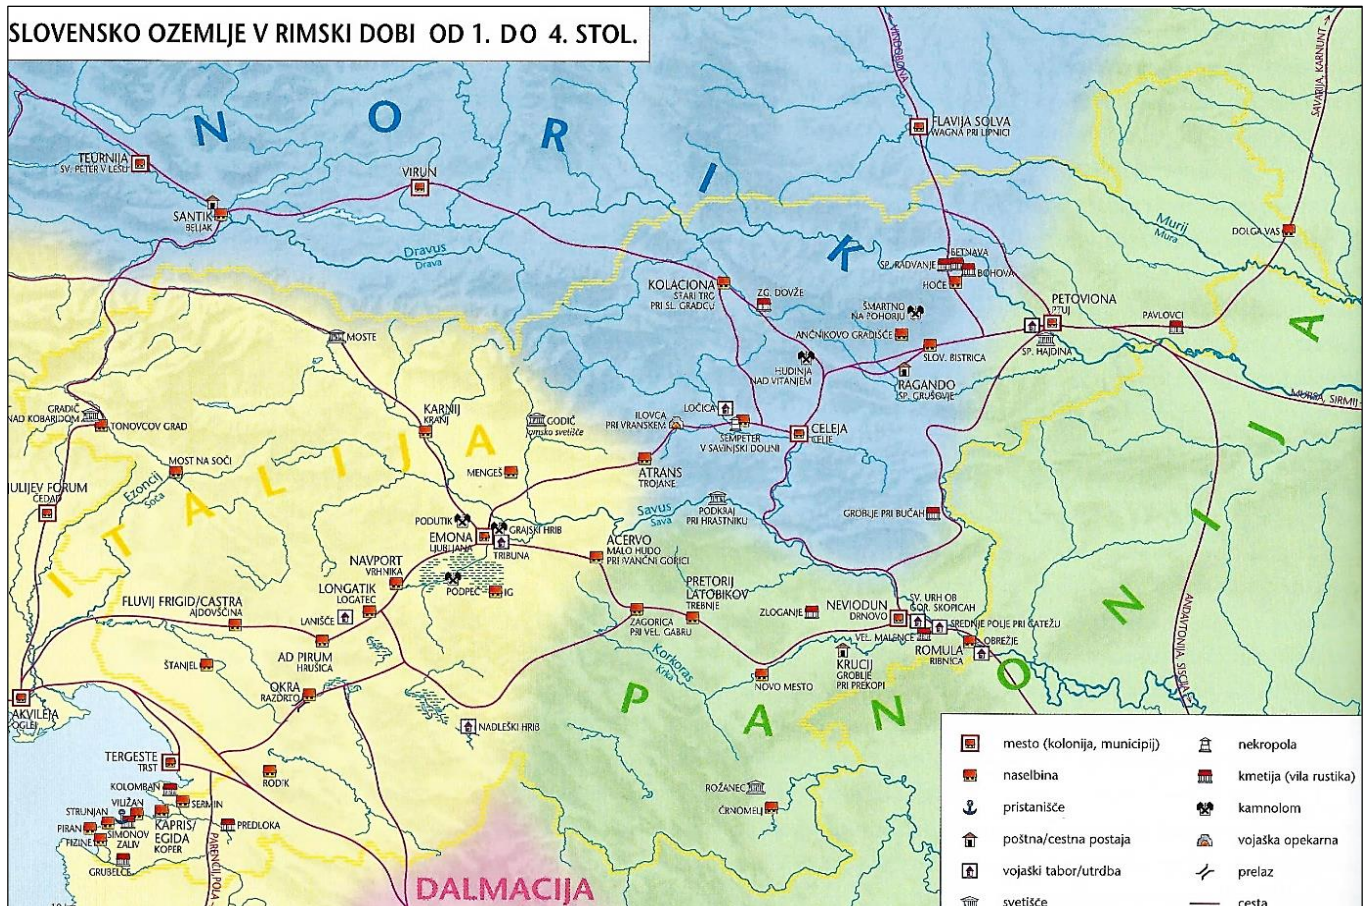 SLOVENSKO OZEMLJE V RIMSKI DOBI OD 1. DO 4. STOL.
VINDOBONA
SAVARIJA, KARNUNT
N O R I K
FLAVIJA SOLVA
WAGNA PRI LIPNICI
TEURNIJA
SV. PETER V LESU
VIRUN
SANTIK
BELJAK
Dravus
Drava
Murij
Mura
DOLGA VAS
BETNAVA
SP. RADVANJE
BOHOVA
HOČE
KOLACIONA
STARI TRG
PRI SL. GRADCU
ZG. DOVŽE
ŠMARTNO
NA POHORJU
PETOVIONA
PTUJ
PAVLOVCI
ANČNIKOVO GRADIŠČE
SLOV. BISTRICA
SP. HAJDINA
MOSTE
HUDINJA
NAD VITANJEM
RAGANDO
SP. GRUŠOVJE
MURSA, SIRMIJ
GRADIČ
NAD KOBARIDOM
TONOVCOV GRAD
KARNIJ
KRANJ
GODIČ
rimsko svetišče
ILOVCA
PRI VRANSKEM
LOČICA
ŠEMPETER
V SAVINJSKI DOLINI
CELEJA
CELJE
I T A L I J A
MOST NA SOČI
MENGEŠ
ATRANS
TROJANE
Ezoncij
Soča
JULIJEV FORUM
ČEDAD
Savus
Sava
PODKRAJ
PRI HRASTNIKU
GROBLJE PRI BUČAH
PODUTIK
GRAJSKI HRIB
EMONA
LJUBLJANA
TRIBUNA
ACERVO
MALO HUDO
PRI IVANČNI GORICI
NAVPORT
VRHNIKA
PODPEČ
IG
PRETORIJ
LATOBIKOV
TREBNJE
LONGATIK
LOGATEC
LANIŠČE
FLUVIJ FRIGID/CASTRA
AJDOVŠČINA
ZAGORICA
PRI VEL. GABRU
ZLOGANJE
NEVIODUN
DRNOVO
SV. URH OB
GOR. SKOPICAH
SREDNJE POLJE PRI ČATEŽU
VEL. MALENCE
OBREŽJE
ROMULA
RIBNICA
ANDAVTONIJA, SISCIJA
AD PIRUM
HRUŠICA
ŠTANJEL
Korkoras
Krka
KRUCIJ
GROBLJE
PRI PREKOPI
NOVO MESTO
OKRA
RAZDRTO
AKVILEJA
OGLEJ
NADLEŠKI HRIB
P A N O N I J A
TERGESTE
TRST
RODIK
ROŽANEC
ČRNOMELJ
KOLOMBAN
SERMIN
VILIŽAN
STRUNJAN
PIRAN
SIMONOV
ZALIV
FIZINE
KAPRIS/
EGIDA
KOPER
PREDLOKA
GRUBELCE
PARENCIJ, POLA
DALMACIJA
mesto (kolonija, municipij)
naselbina
pristanišče
poštna/cestna postaja
vojaški tabor/utrdba
svetišče
nekropola
kmetija (vila rustika)
kamnolom
vojaška opekarna
prelaz
cesta